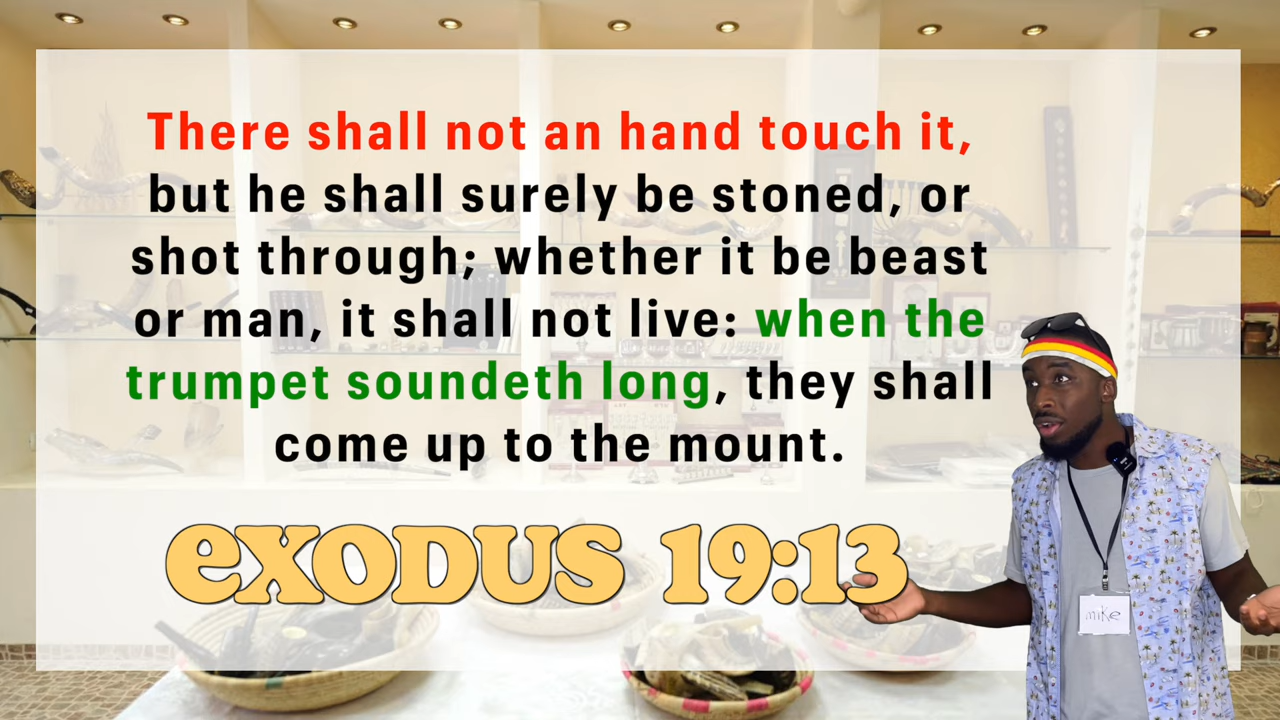 There shall not an hand touch it,
but he shall surely be stoned, or
shot through; whether it be beast
or man, it shall not live: when the
trumpet soundeth long, they shall
come up to the mount.
EXODUS 19:13
mike